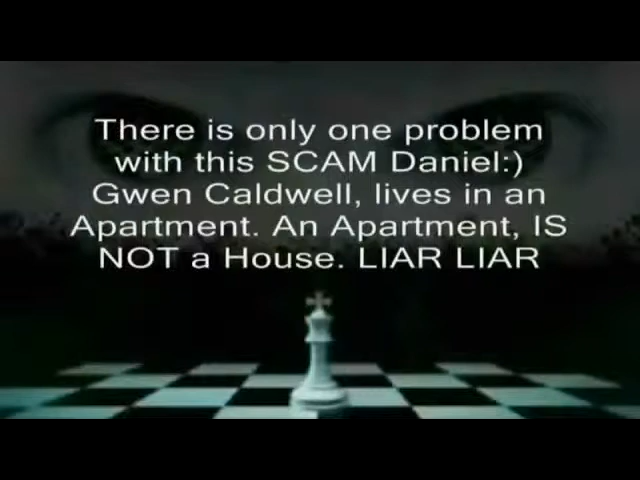 There is only one problem
with this SCAM Daniel:)
Gwen Caldwell, lives in an
Apartment. An Apartment, IS
NOT a House. LIAR LIAR